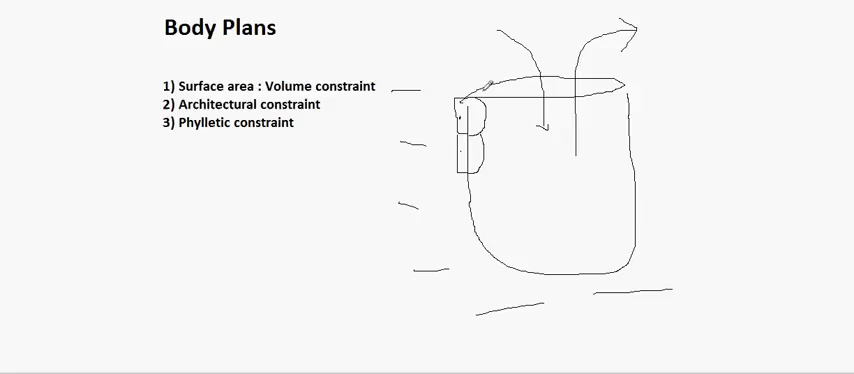 Body Plans
1) Surface area : Volume constraint
2) Architectural constraint
3) Phylletic constraint